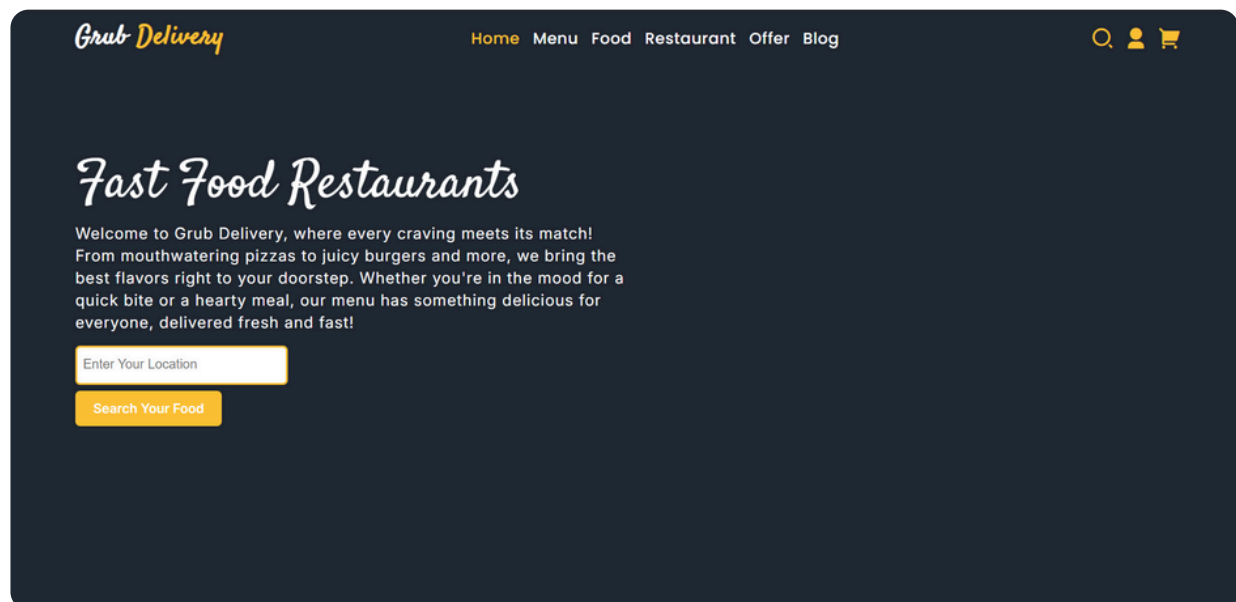 Grub Delivery
Home Menu Food Restaurant Offer Blog
Fast Food Restaurants
Welcome to Grub Delivery, where every craving meets its match!
From mouthwatering pizzas to juicy burgers and more, we bring the
best flavors right to your doorstep. Whether you're in the mood for a
quick bite or a hearty meal, our menu has something delicious for
everyone, delivered fresh and fast!
Enter Your Location
Search Your Food